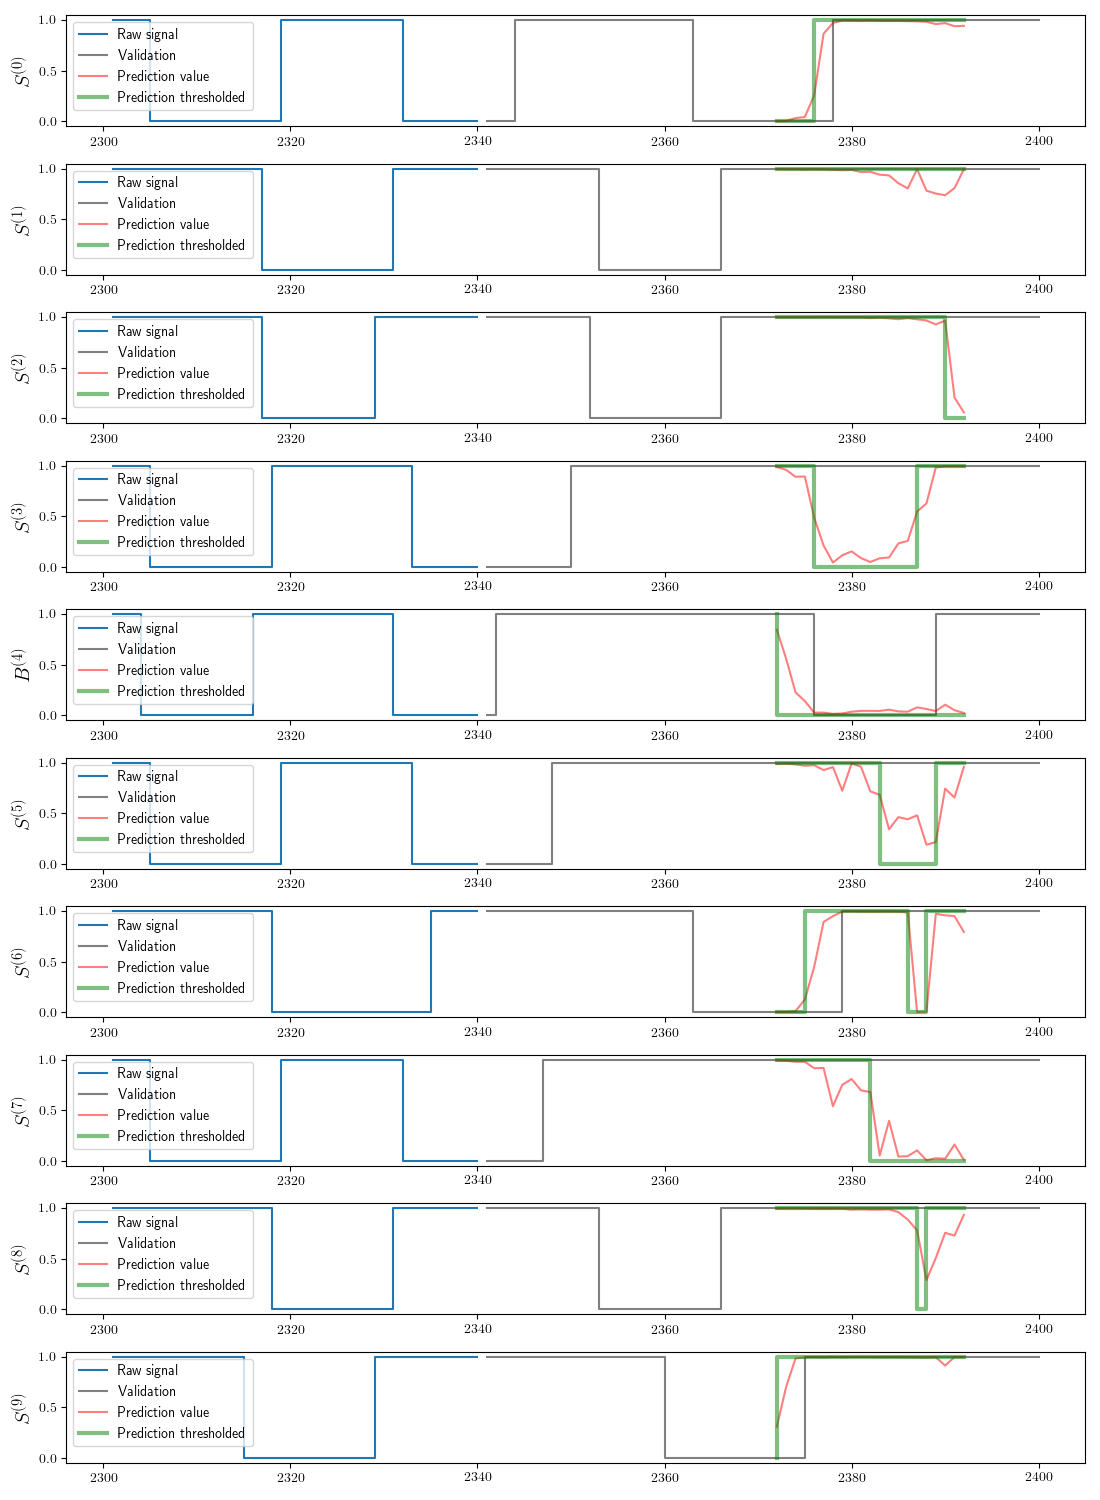 1.0
0.5
0.0
S^(0)
Raw signal
Validation
Prediction value
Prediction thresholded
2300 2320 2340 2360 2380 2400
1.0
0.5
0.0
S^(1)
Raw signal
Validation
Prediction value
Prediction thresholded
2300 2320 2340 2360 2380 2400
1.0
0.5
0.0
S^(2)
Raw signal
Validation
Prediction value
Prediction thresholded
2300 2320 2340 2360 2380 2400
1.0
0.5
0.0
S^(3)
Raw signal
Validation
Prediction value
Prediction thresholded
2300 2320 2340 2360 2380 2400
1.0
0.5
0.0
B^(4)
Raw signal
Validation
Prediction value
Prediction thresholded
2300 2320 2340 2360 2380 2400
1.0
0.5
0.0
S^(5)
Raw signal
Validation
Prediction value
Prediction thresholded
2300 2320 2340 2360 2380 2400
1.0
0.5
0.0
S^(6)
Raw signal
Validation
Prediction value
Prediction thresholded
2300 2320 2340 2360 2380 2400
1.0
0.5
0.0
S^(7)
Raw signal
Validation
Prediction value
Prediction thresholded
2300 2320 2340 2360 2380 2400
1.0
0.5
0.0
S^(8)
Raw signal
Validation
Prediction value
Prediction thresholded
2300 2320 2340 2360 2380 2400
1.0
0.5
0.0
S^(9)
Raw signal
Validation
Prediction value
Prediction thresholded
2300 2320 2340 2360 2380 2400